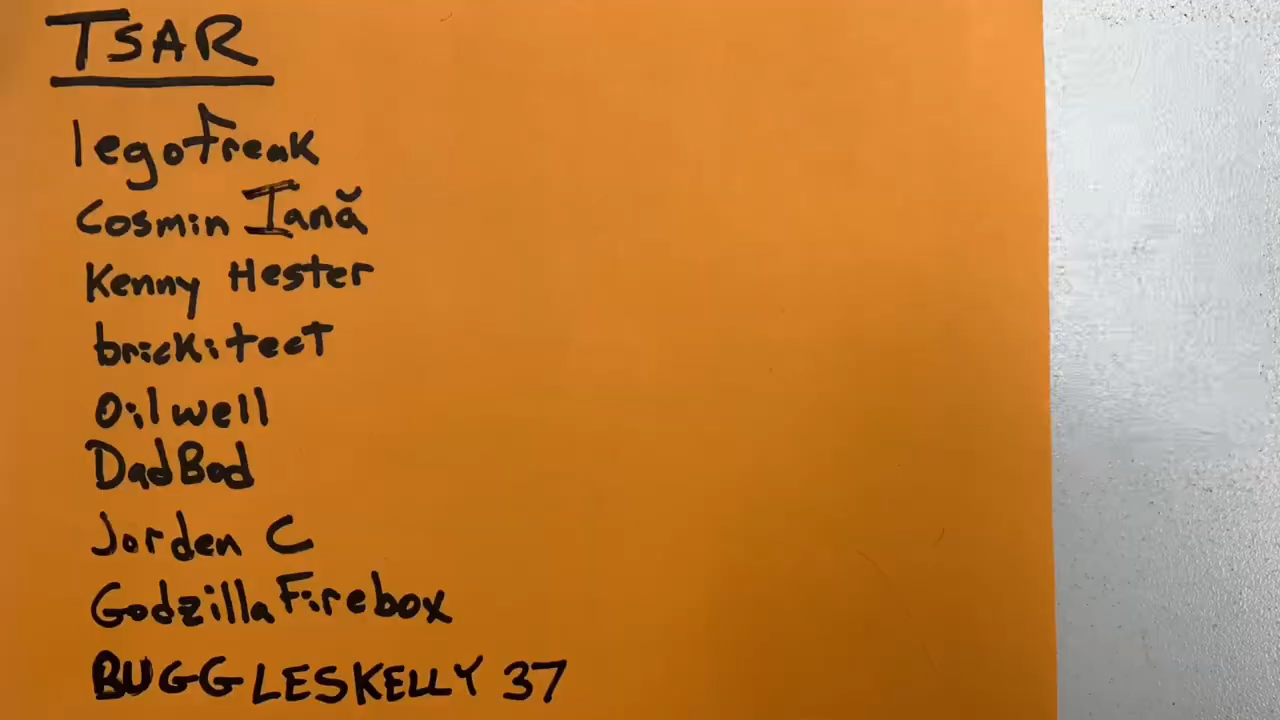 TSAR
legofreak
Cosmin Iană
Kenny Hester
brickitect
Oilwell
DadBod
Jorden C
GodzillaFirebox
BUGGLESKELLY 37